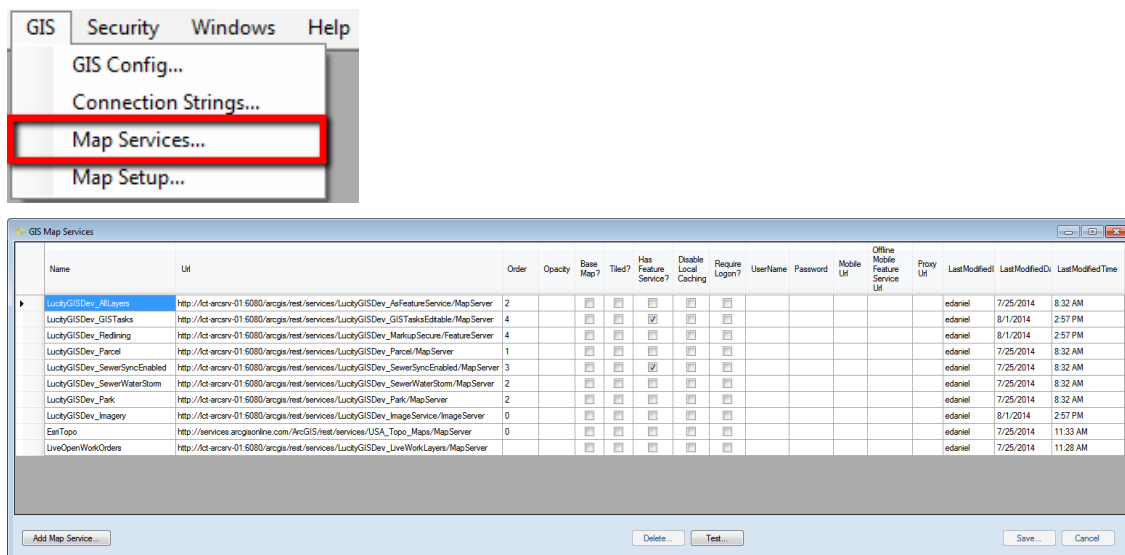 GIS Security Windows Help
GIS Config...
Connection Strings...
Map Services...
Map Setup...
GIS Map Services
Name Url Order Opacity Base Map? Tiled? Has Feature Service? Disable Local Caching Require Logon? UserName Password Mobile Url Offline Mobile Feature Service Url Proxy Url LastModifiedI LastModifiedDa LastModifiedTime
LucityGISDev_AllLayers http://lct-arcsrv-01:6080/arcgis/rest/services/LucityGISDev_AsFeatureService/MapServer 2 edaniel 7/25/2014 8:32 AM
LucityGISDev_GISTasks http://lct-arcsrv-01:6080/arcgis/rest/services/LucityGISDev_GISTasksEditable/MapServer 4 edaniel 8/1/2014 2:57 PM
LucityGISDev_Redlining http://lct-arcsrv-01:6080/arcgis/rest/services/LucityGISDev_MarkupSecure/FeatureServer 4 edaniel 8/1/2014 2:57 PM
LucityGISDev_Parcel http://lct-arcsrv-01:6080/arcgis/rest/services/LucityGISDev_Parcel/MapServer 1 edaniel 7/25/2014 8:32 AM
LucityGISDev_SewerSyncEnabled http://lct-arcsrv-01:6080/arcgis/rest/services/LucityGISDev_SewerSyncEnabled/MapServer 3 edaniel 7/25/2014 8:32 AM
LucityGISDev_SewerWaterStorm http://lct-arcsrv-01:6080/arcgis/rest/services/LucityGISDev_SewerWaterStorm/MapServer 2 edaniel 7/25/2014 8:32 AM
LucityGISDev_Park http://lct-arcsrv-01:6080/arcgis/rest/services/LucityGISDev_Park/MapServer 2 edaniel 7/25/2014 8:32 AM
LucityGISDev_Imagery http://lct-arcsrv-01:6080/arcgis/rest/services/LucityGISDev_ImageService/ImageServer 0 edaniel 8/1/2014 2:57 PM
EsriTopo http://services.arcgisonline.com/ArcGIS/rest/services/USA_Topo_Maps/MapServer 0 edaniel 7/25/2014 11:33 AM
LiveOpenWorkOrders http://lct-arcsrv-01:6080/arcgis/rest/services/LucityGISDev_LiveWorkLayers/MapServer edaniel 7/25/2014 11:28 AM
Add Map Service... Delete... Test... Save... Cancel